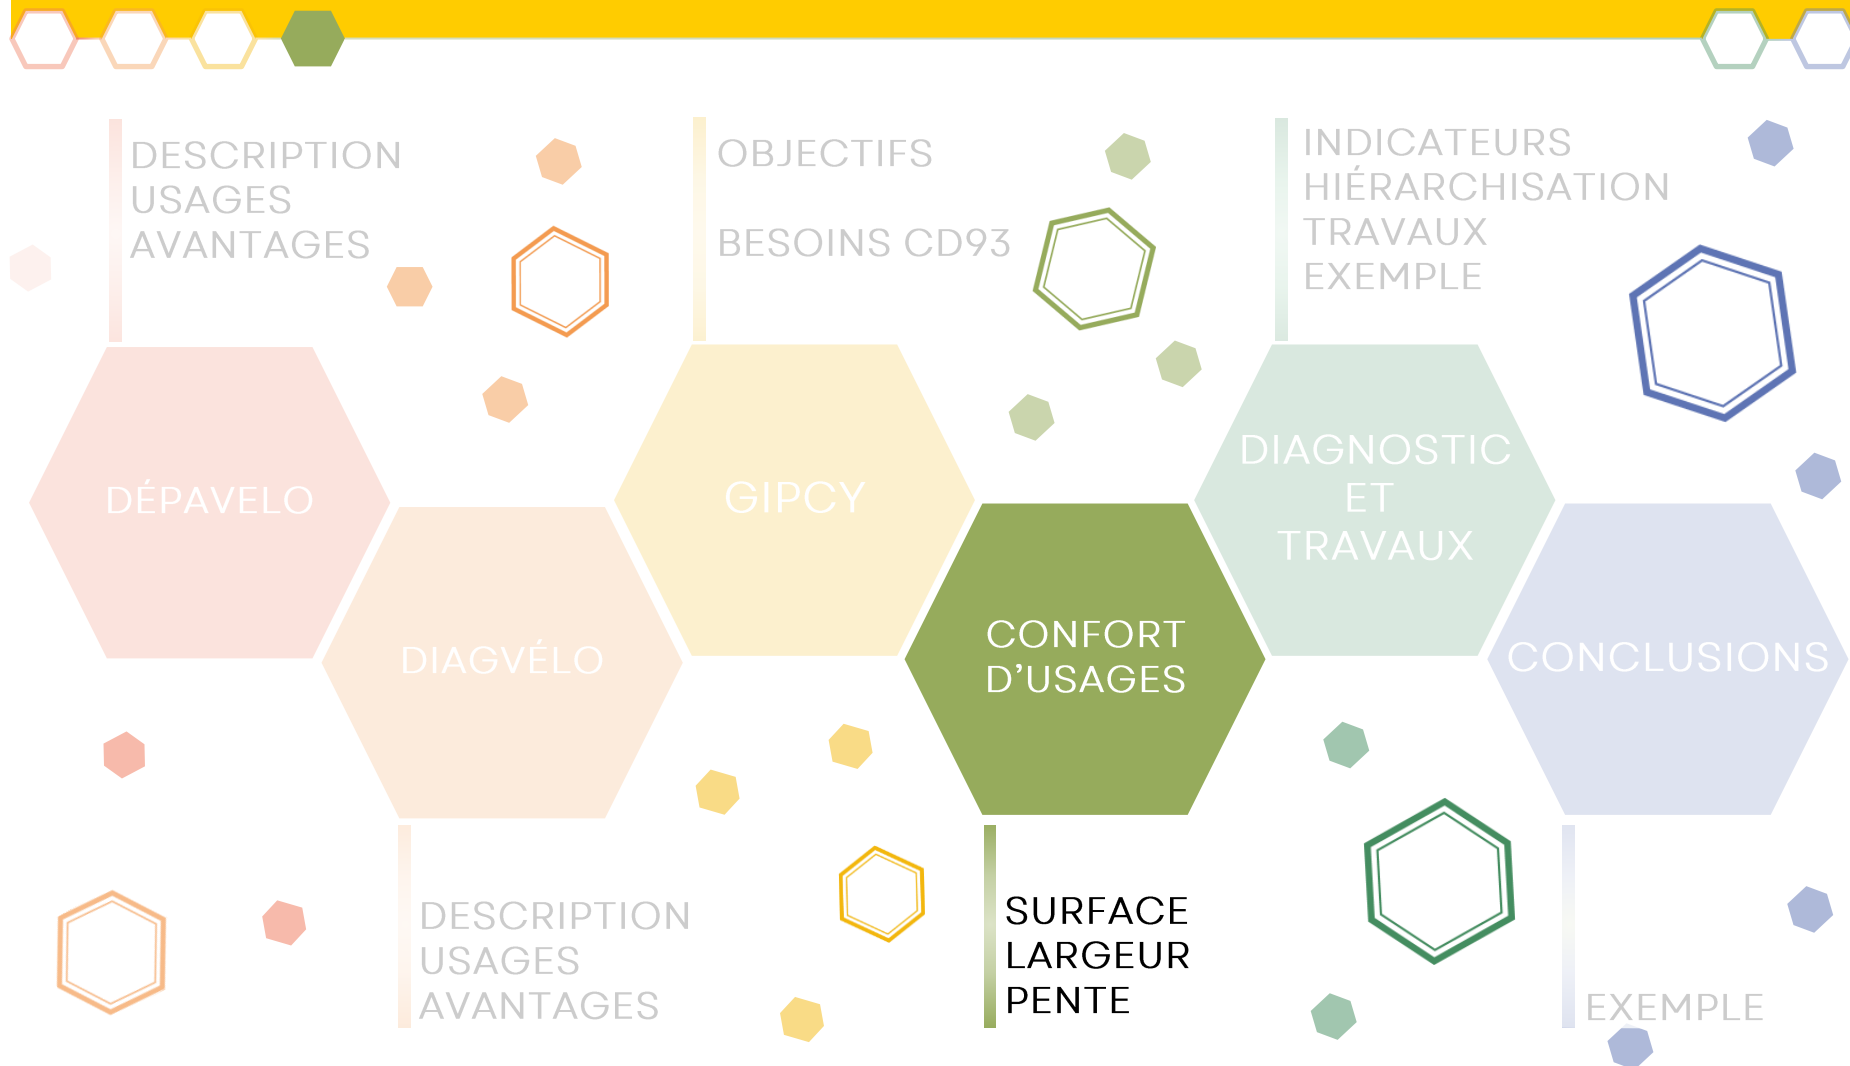 DESCRIPTION
USAGES
AVANTAGES
OBJECTIFS
BESOINS CD93
INDICATEURS
HIÉRARCHISATION
TRAVAUX
EXEMPLE
DÉPAVELO
DIAGVÉLO
GIPCY
CONFORT
D’USAGES
DIAGNOSTIC
ET
TRAVAUX
CONCLUSIONS
DESCRIPTION
USAGES
AVANTAGES
SURFACE
LARGEUR
PENTE
EXEMPLE